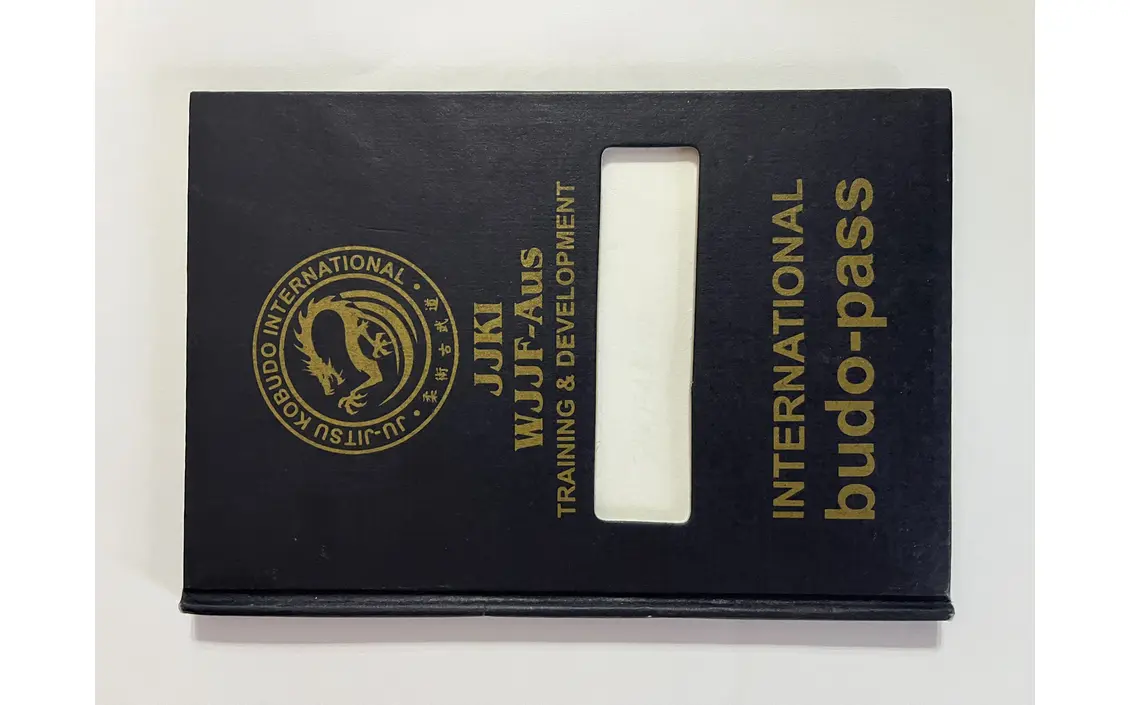 JU-JITSU KOBUDO INTERNATIONAL
柔術古武道
JJKI
WJJF-Aus
TRAINING & DEVELOPMENT
INTERNATIONAL
budo-pass